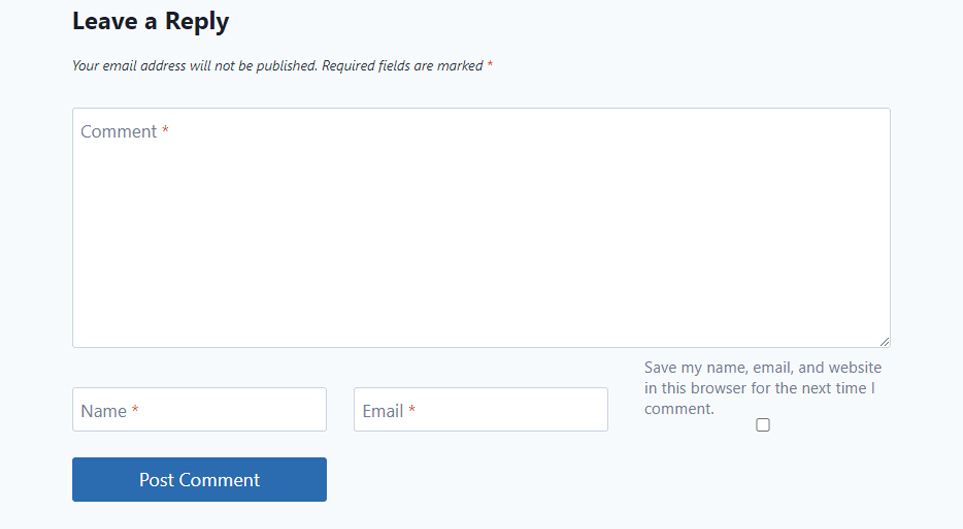 Leave a Reply
Your email address will not be published. Required fields are marked *
Comment *
Name *
Email *
Save my name, email, and website
in this browser for the next time I
comment.
Post Comment